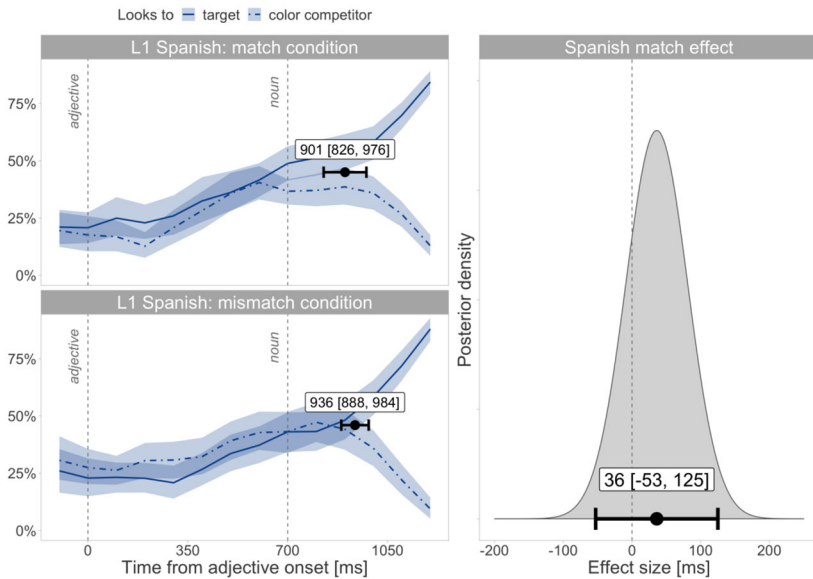 Looks to target color competitor
L1 Spanish: match condition
adjective
noun
75%
50%
25%
0%
901 [826, 976]
L1 Spanish: mismatch condition
adjective
noun
75%
50%
25%
0%
936 [888, 984]
0 350 700 1050
Time from adjective onset [ms]
Spanish match effect
Posterior density
36 [-53, 125]
-200 -100 0 100 200
Effect size [ms]